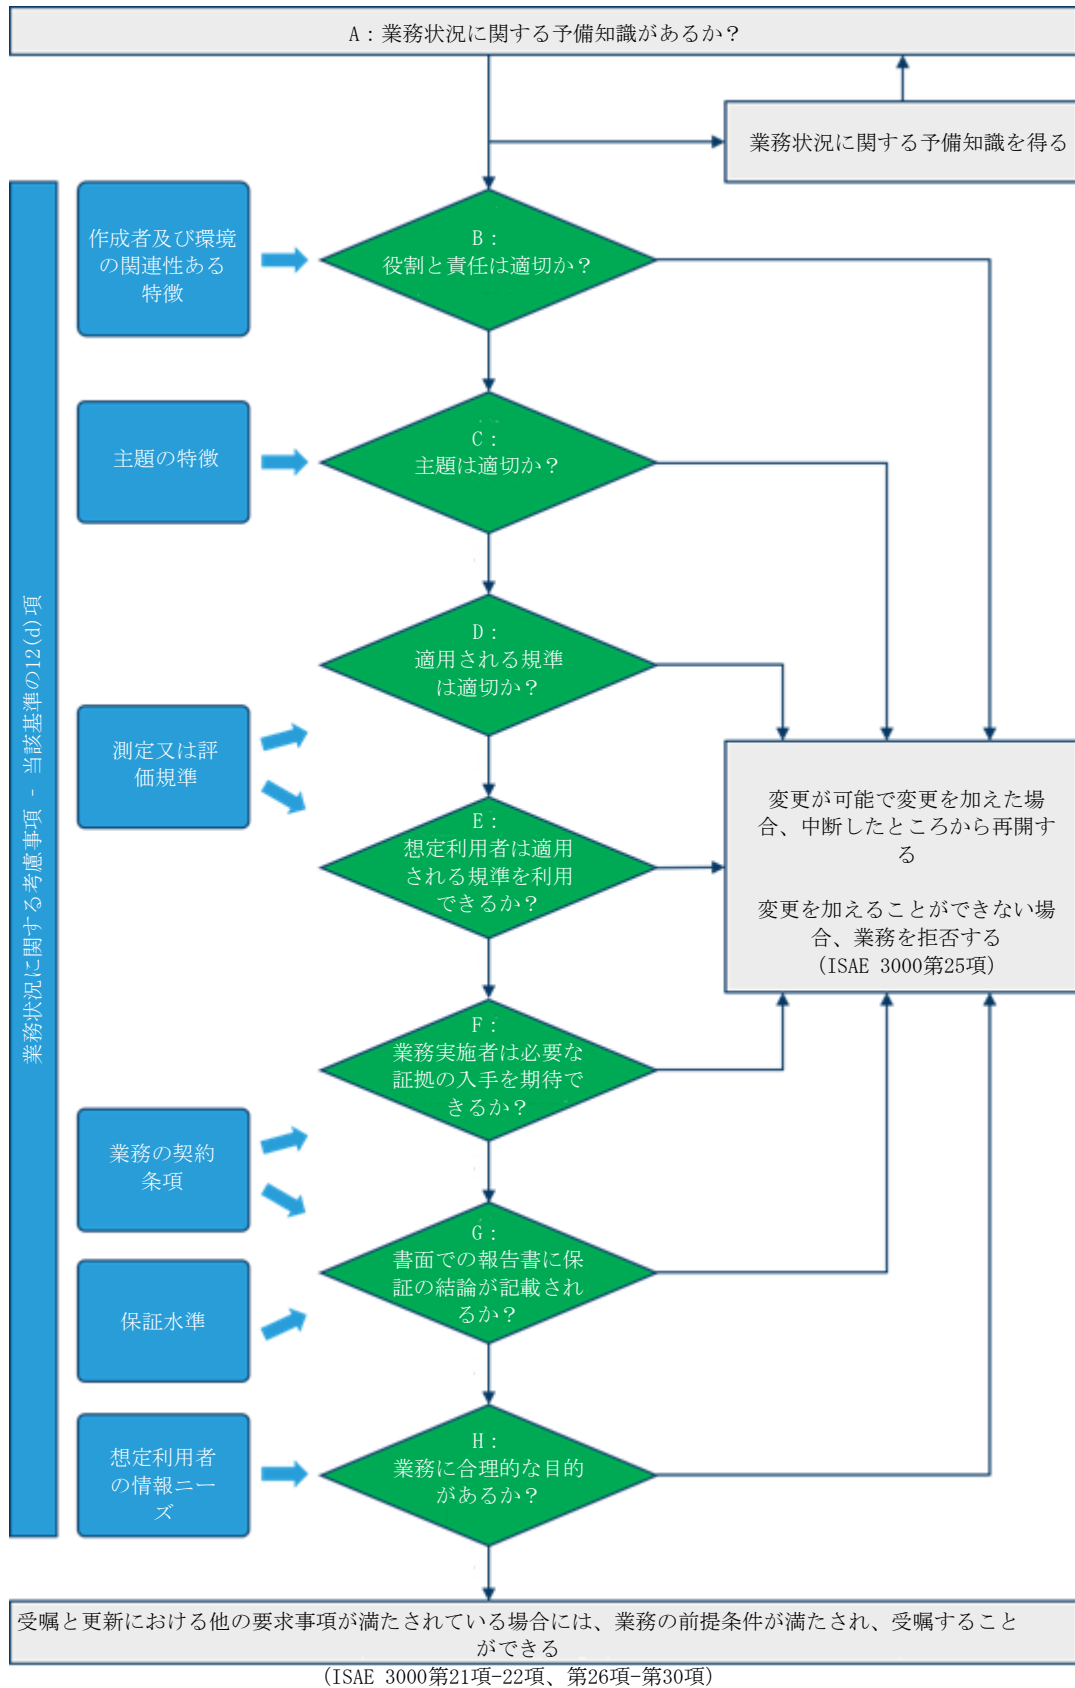 A：業務状況に関する予備知識があるか？
業務状況に関する予備知識を得る
業務状況に関する考慮事項 - 当該基準の12(d)項
作成者及び環境
の関連性ある
特徴
B：
役割と責任は適切か？
主題の特徴
C：
主題は適切か？
D：
適用される規準
は適切か？
測定又は評
価規準
E：
想定利用者は適用
される規準を利用
できるか？
変更が可能で変更を加えた場
合、中断したところから再開す
る
変更を加えることができない場
合、業務を拒否する
（ISAE 3000第25項）
F：
業務実施者は必要な
証拠の入手を期待で
きるか？
業務の契約
条項
G：
書面での報告書に保
証の結論が記載され
るか？
保証水準
H：
業務に合理的な目的
があるか？
想定利用者
の情報ニー
ズ
受嘱と更新における他の要求事項が満たされている場合には、業務の前提条件が満たされ、受嘱すること
ができる
（ISAE 3000第21項-22項、第26項-第30項）